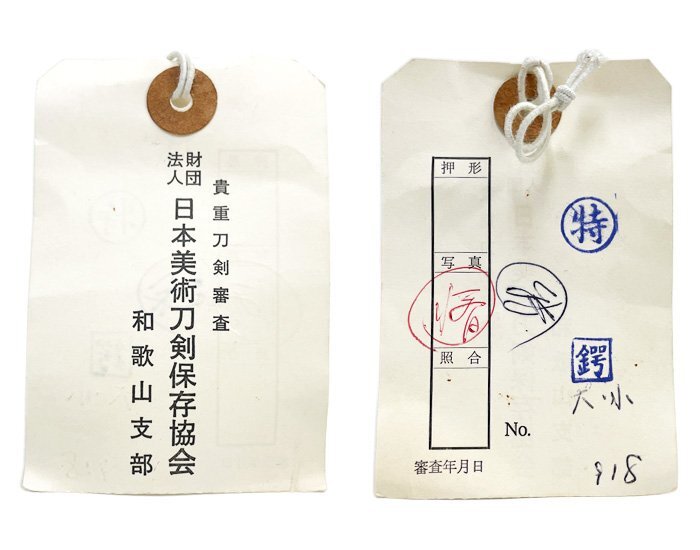 貴重刀剣審査
財団法人
日本美術刀剣保存協会
和歌山支部
押形
写真
照合
特
鍔
大小
No.
918
審査年月日